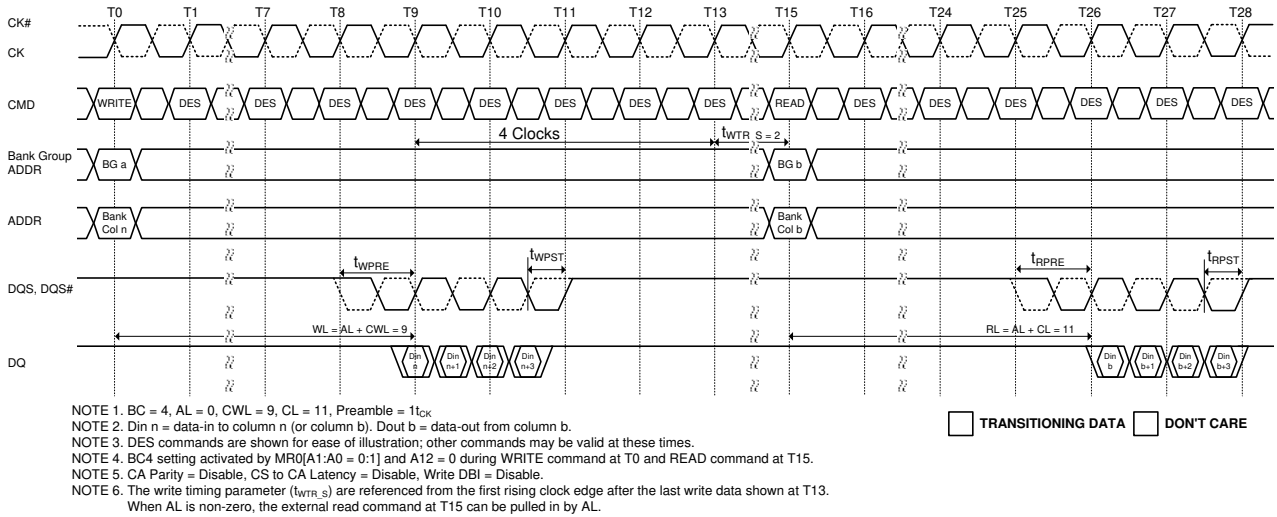 T0 T1 T7 T8 T9 T10 T11 T12 T13 T15 T16 T24 T25 T26 T27 T28
CK#
CK
CMD WRITE DES DES DES DES DES DES DES DES READ DES DES DES DES DES DES
4 Clocks tWTR_S = 2
Bank Group
ADDR
BG a BG b
ADDR
Bank
Col n
Bank
Col b
tWPRE tWPST tRPRE tRPST
DQS, DQS#
WL = AL + CWL = 9 RL = AL + CL = 11
DQ
Din
n
Din
n+1
Din
n+2
Din
n+3
Din
b
Din
b+1
Din
b+2
Din
b+3
NOTE 1. BC = 4, AL = 0, CWL = 9, CL = 11, Preamble = 1tCK
NOTE 2. Din n = data-in to column n (or column b). Dout b = data-out from column b.
NOTE 3. DES commands are shown for ease of illustration; other commands may be valid at these times.
NOTE 4. BC4 setting activated by MR0[A1:A0 = 0:1] and A12 = 0 during WRITE command at T0 and READ command at T15.
NOTE 5. CA Parity = Disable, CS to CA Latency = Disable, Write DBI = Disable.
NOTE 6. The write timing parameter (tWTR_S) are referenced from the first rising clock edge after the last write data shown at T13.
When AL is non-zero, the external read command at T15 can be pulled in by AL.
TRANSITIONING DATA DON'T CARE